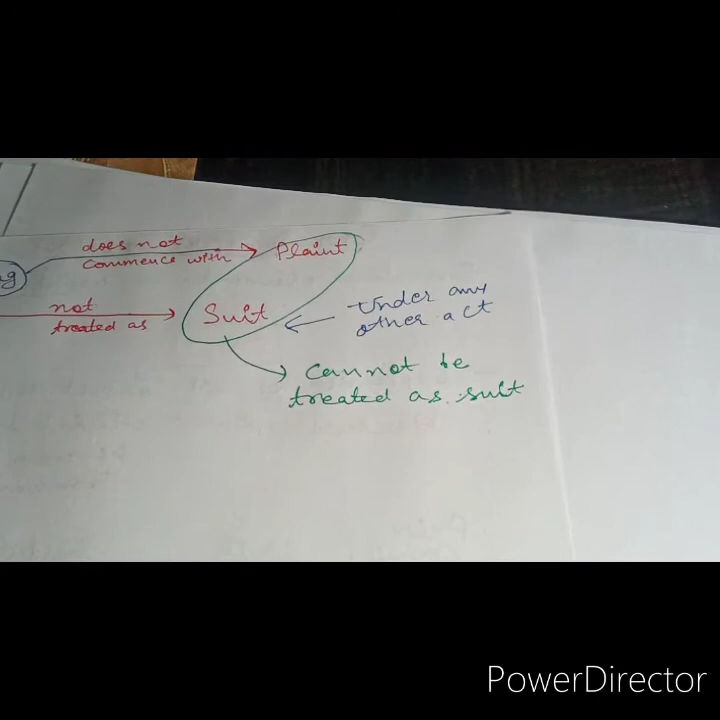 does not
commence with
Plaint
not
treated as
Suit
Under any
other act
cannot be
treated as suit
PowerDirector